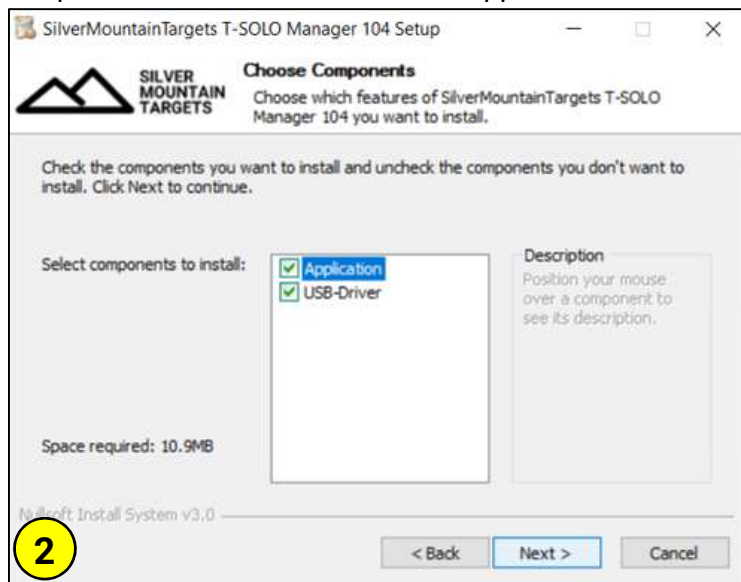 SilverMountainTargets T-SOLO Manager 104 Setup
SILVER
MOUNTAIN
TARGETS
Choose Components
Choose which features of SilverMountainTargets T-SOLO
Manager 104 you want to install.
Check the components you want to install and uncheck the components you don't want to
install. Click Next to continue.
Select components to install:
Application
USB-Driver
Description
Position your mouse
over a component to
see its description.
Space required: 10.9MB
Nullsoft Install System v3.0
2
< Back
Next >
Cancel